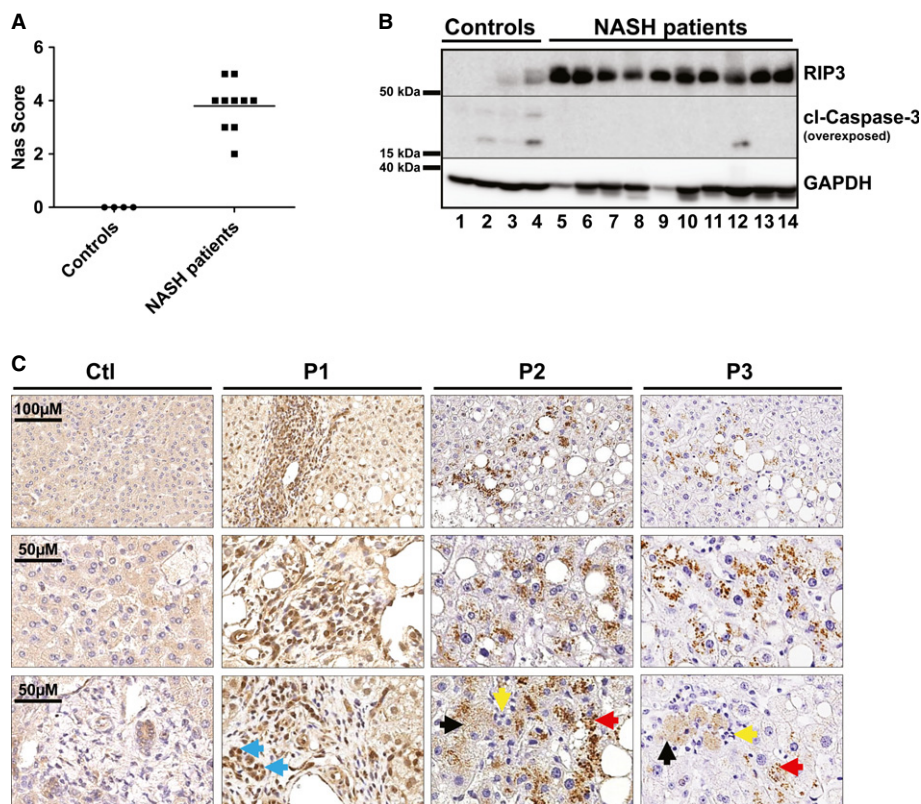 A
6
4
2
0
Nas Score
Controls
NASH patients
B
Controls NASH patients
RIP3
50 kDa
cl-Caspase-3
(overexposed)
15 kDa
40 kDa
GAPDH
1 2 3 4 5 6 7 8 9 10 11 12 13 14
C
Ctl P1 P2 P3
100µM
50µM
50µM